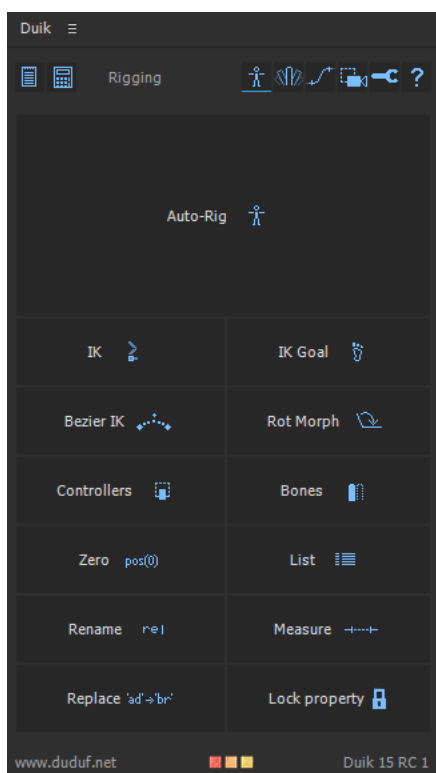 Duik
Rigging ?
Auto-Rig
IK IK Goal
Bezier IK Rot Morph
Controllers Bones
Zero pos(0) List
Rename re| Measure
Replace 'ad'→'br' Lock property
www.duduf.net Duik 15 RC 1